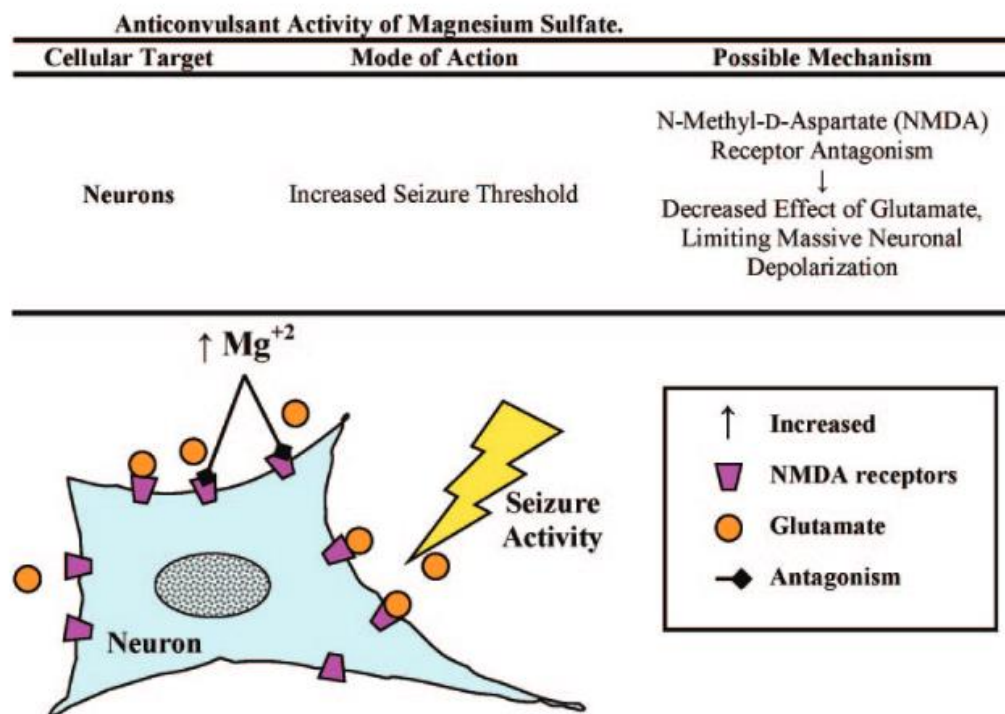 Anticonvulsant Activity of Magnesium Sulfate.
Cellular Target Mode of Action Possible Mechanism
N-Methyl-D-Aspartate (NMDA)
Receptor Antagonism
↓
Neurons Increased Seizure Threshold
Decreased Effect of Glutamate,
Limiting Massive Neuronal
Depolarization
↑ Mg+2
Seizure
Activity
Neuron
↑ Increased
NMDA receptors
Glutamate
Antagonism